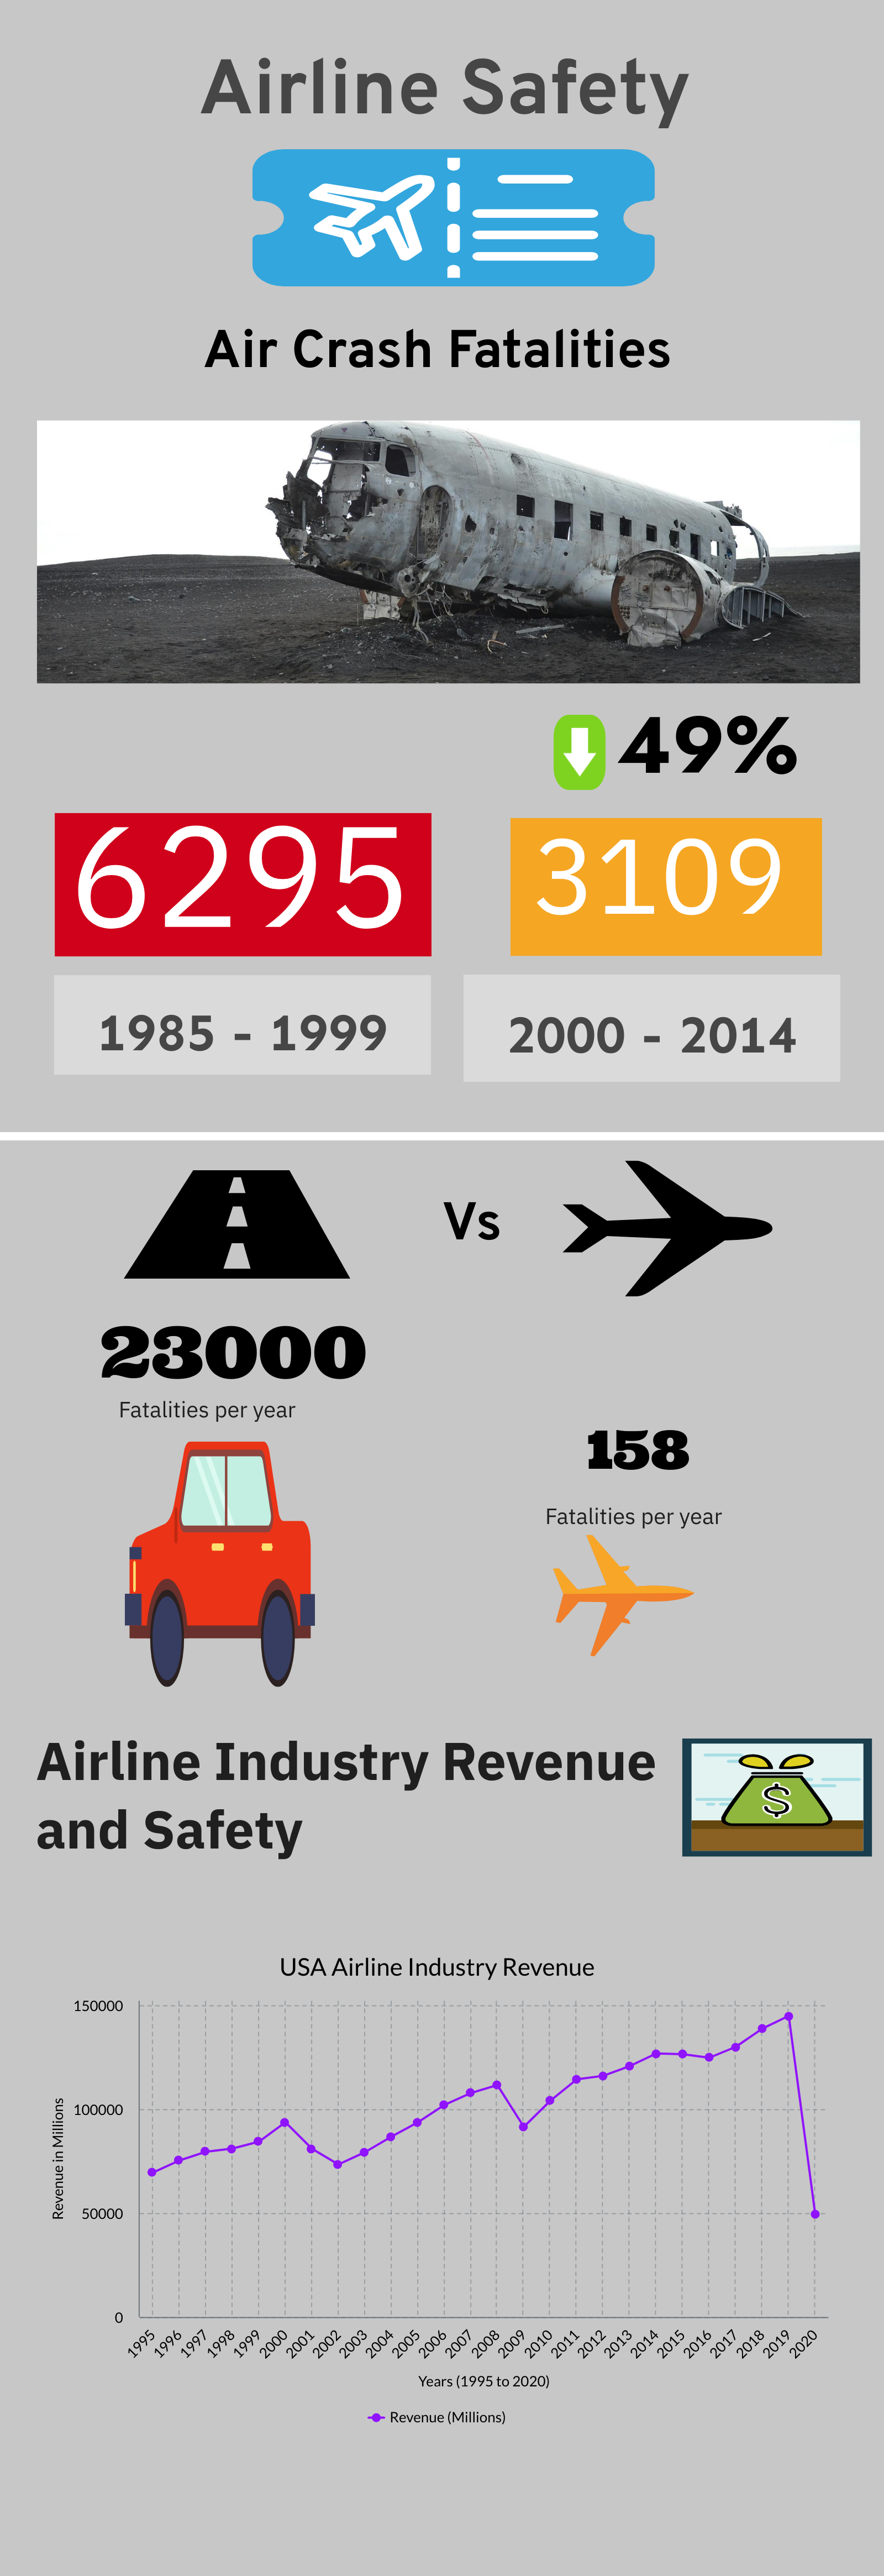 Airline Safety
Air Crash Fatalities
49%
6295
3109
1985 - 1999
2000 - 2014
Vs
23000
Fatalities per year
158
Fatalities per year
Airline Industry Revenue
and Safety
$
USA Airline Industry Revenue
150000
100000
50000
0
Revenue in Millions
1995 1996 1997 1998 1999 2000 2001 2002 2003 2004 2005 2006 2007 2008 2009 2010 2011 2012 2013 2014 2015 2016 2017 2018 2019 2020
Years (1995 to 2020)
Revenue (Millions)